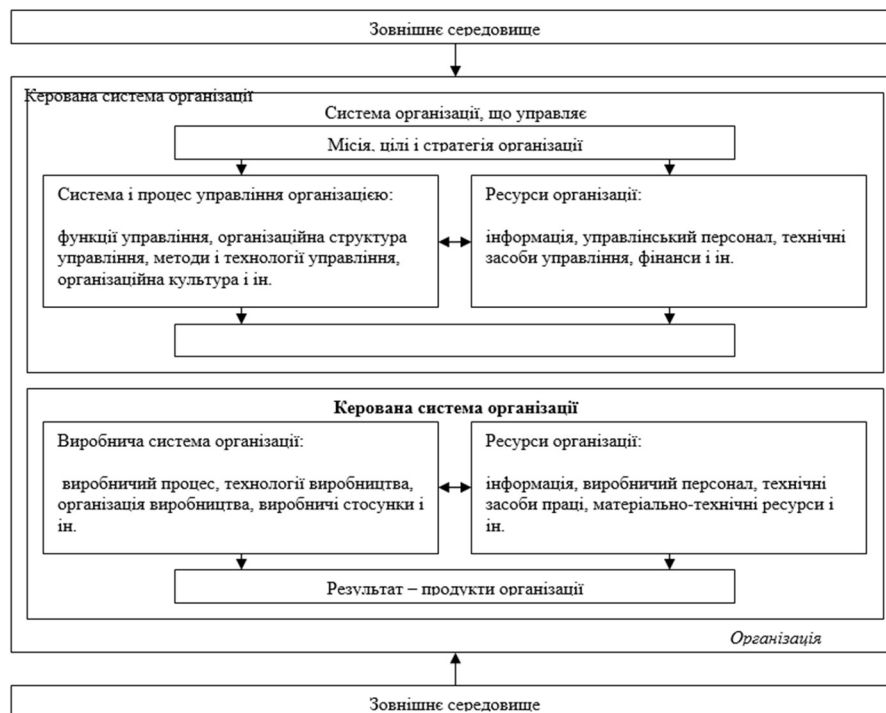 Зовнішнє середовище
Керована система організації
Система організації, що управляє
Місія, цілі і стратегія організації
Система і процес управління організацією:
функції управління, організаційна структура
управління, методи і технології управління,
організаційна культура і ін.
Ресурси організації:
інформація, управлінський персонал, технічні
засоби управління, фінанси і ін.
Керована система організації
Виробнича система організації:
виробничий процес, технології виробництва,
організація виробництва, виробничі стосунки і
ін.
Ресурси організації:
інформація, виробничий персонал, технічні
засоби праці, матеріально-технічні ресурси і
ін.
Результат – продукти організації
Організація
Зовнішнє середовище